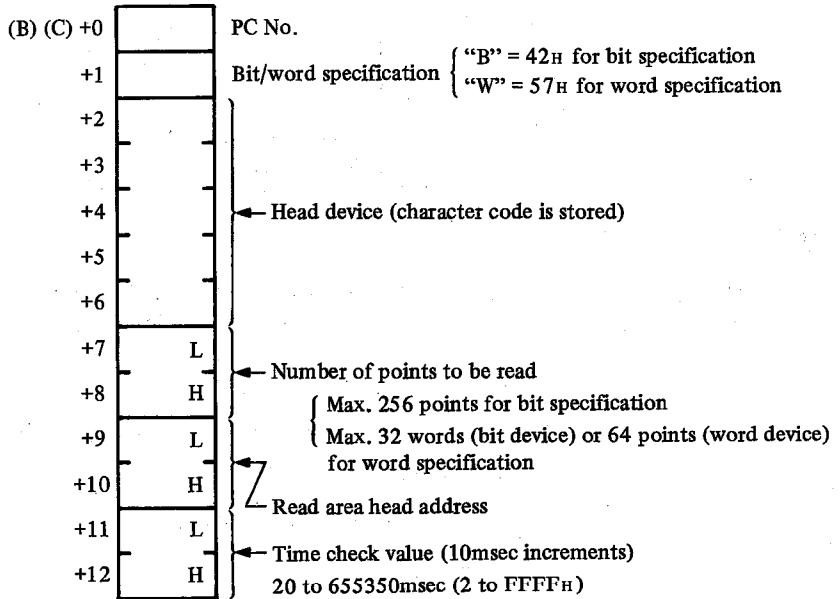 (B) (C) +0 PC No.
+1 Bit/word specification { “B” = 42H for bit specification
“W” = 57H for word specification
+2
+3
+4 Head device (character code is stored)
+5
+6
+7 L
Number of points to be read
+8 H
Max. 256 points for bit specification
+9 L
Max. 32 words (bit device) or 64 points (word device)
for word specification
+10 H
Read area head address
+11 L
Time check value (10msec increments)
+12 H
20 to 655350msec (2 to FFFFH)